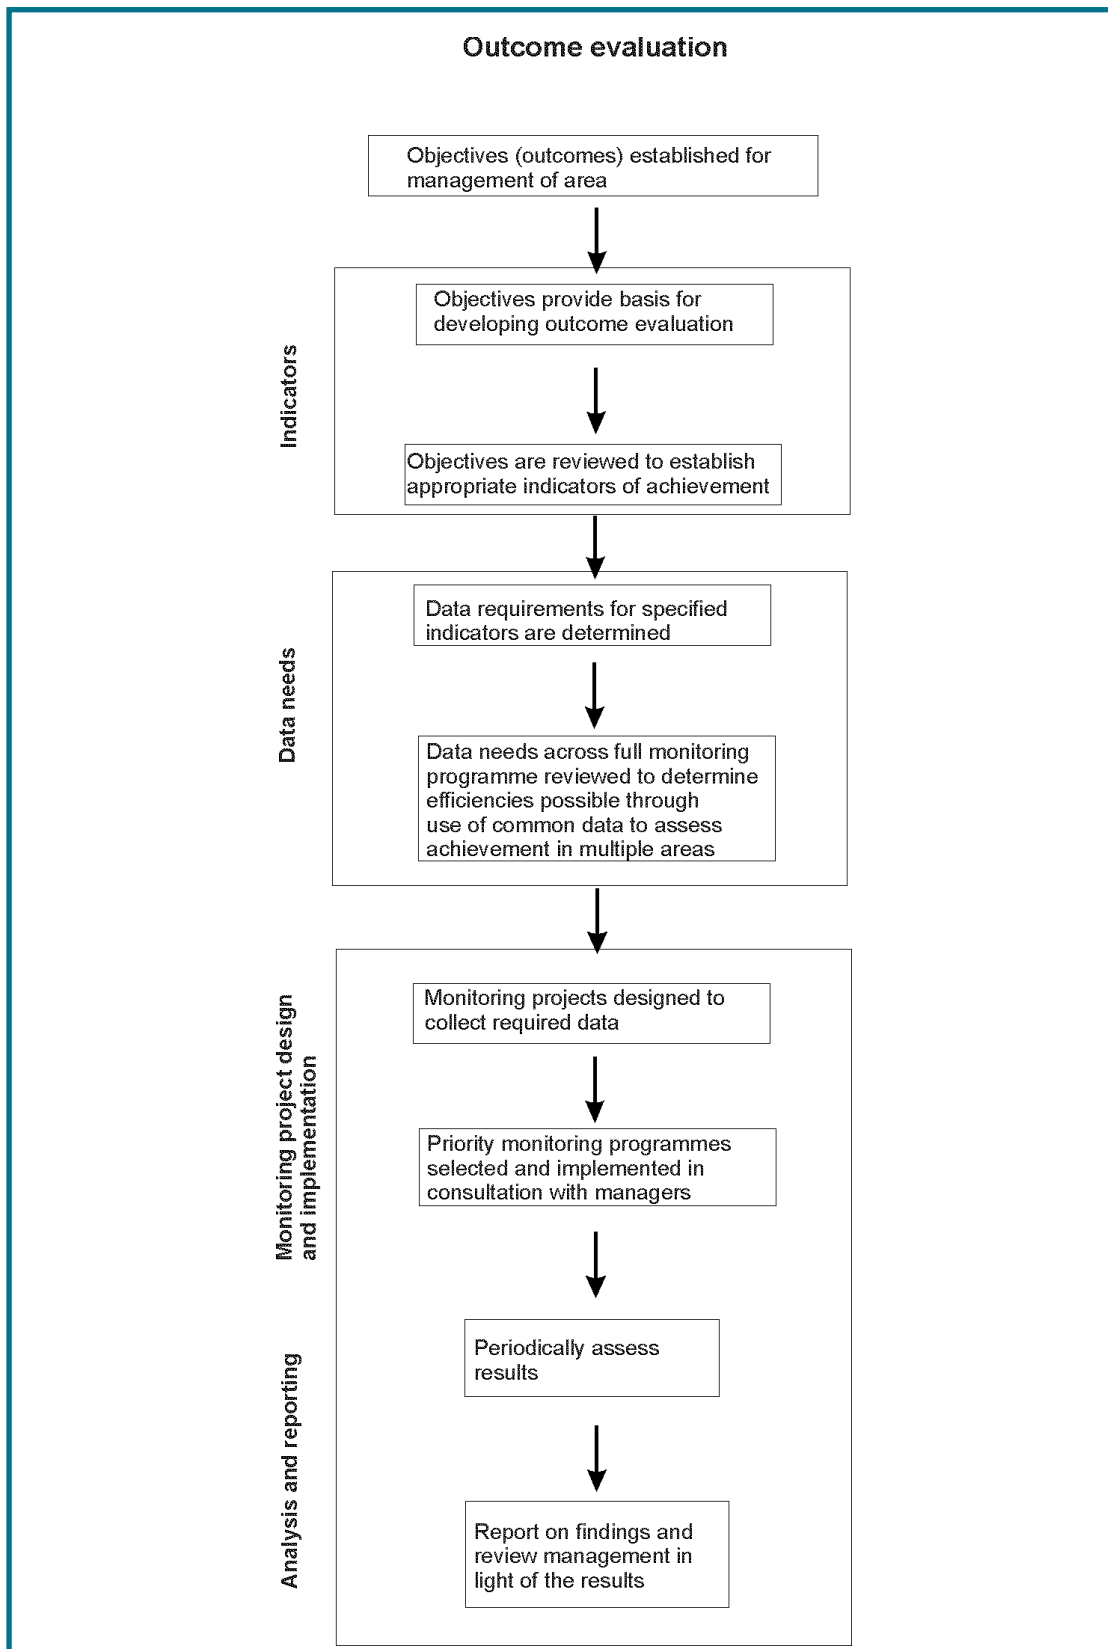 Outcome evaluation
Objectives (outcomes) established for
management of area
Indicators
Objectives provide basis for
developing outcome evaluation
Objectives are reviewed to establish
appropriate indicators of achievement
Data needs
Data requirements for specified
indicators are determined
Data needs across full monitoring
programme reviewed to determine
efficiencies possible through
use of common data to assess
achievement in multiple areas
Monitoring project design
and implementation
Monitoring projects designed to
collect required data
Priority monitoring programmes
selected and implemented in
consultation with managers
Analysis and reporting
Periodically assess
results
Report on findings and
review management in
light of the results